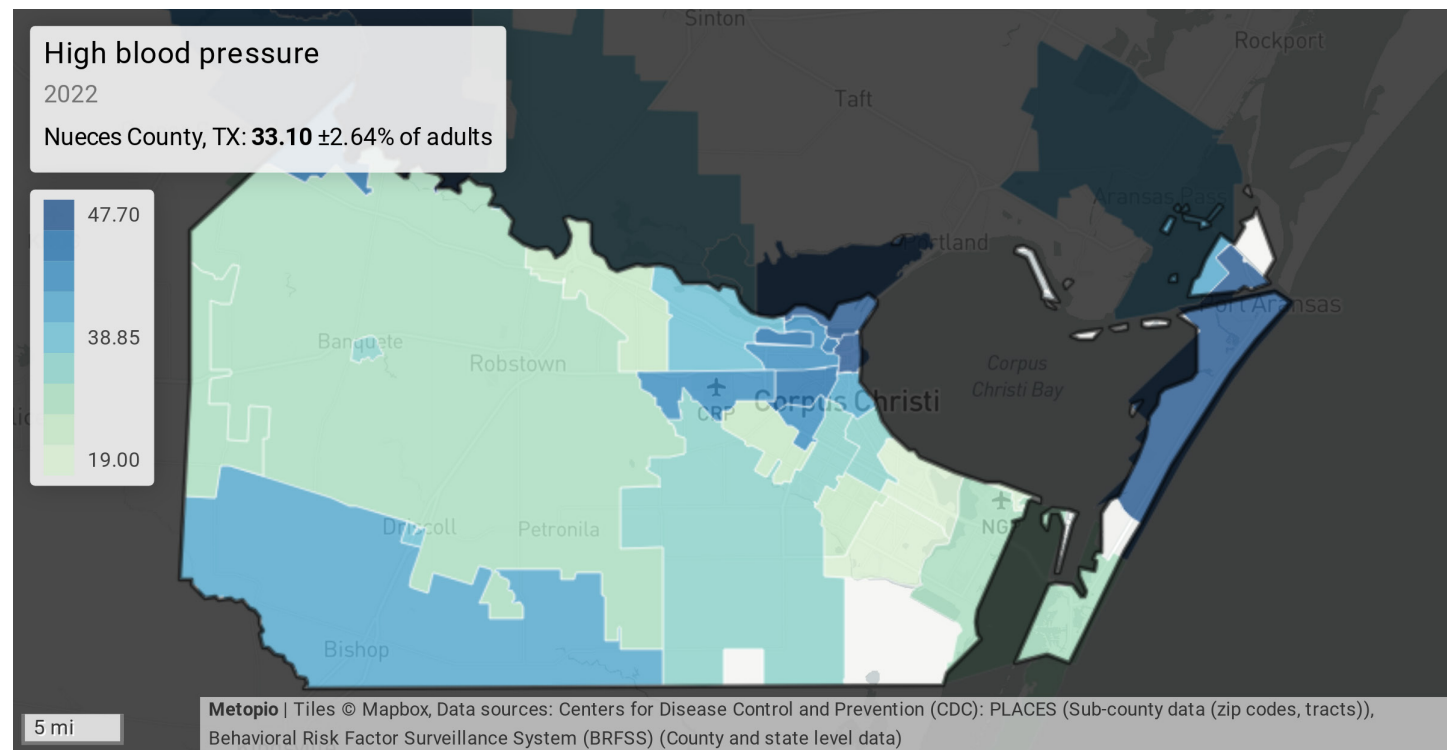 Sinton
Rockport
High blood pressure
2022
Taft
Nueces County, TX: 33.10 ±2.64% of adults
Aransas Pass
47.70
Portland
Port Aransas
38.85
Banquete
Robstown
Corpus
Christi Bay
CRP
Corpus Christi
19.00
Driscoll
Petronila
NGP
Bishop
5 mi
Metopio | Tiles © Mapbox, Data sources: Centers for Disease Control and Prevention (CDC): PLACES (Sub-county data (zip codes, tracts)),
Behavioral Risk Factor Surveillance System (BRFSS) (County and state level data)